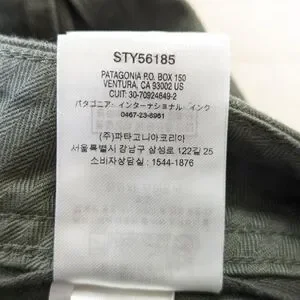 STY56185
PATAGONIA P.O. BOX 150
VENTURA, CA 93002 US
CUIT: 30-70924649-2
パタゴニア・インターナショナル・インク
0467-23-8961
(주)파타고니아코리아
서울특별시 강남구 삼성로 122길 25
소비자상담실 : 1544-1876